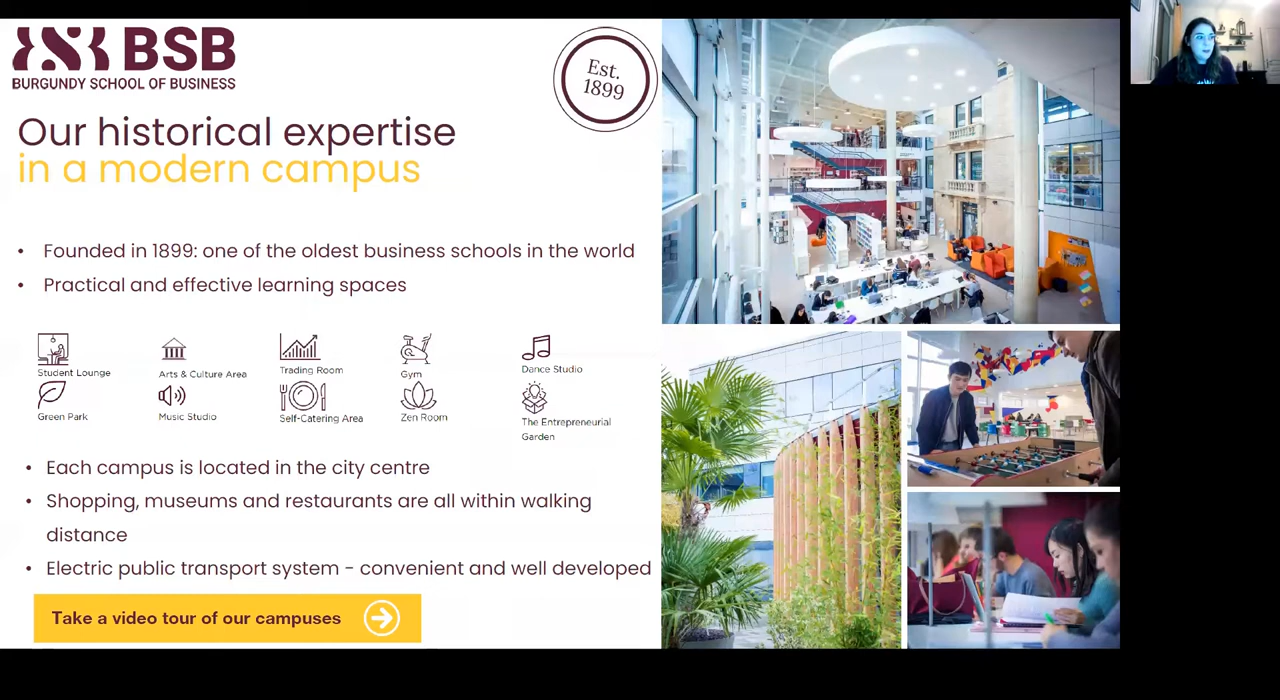 BSB
BURGUNDY SCHOOL OF BUSINESS
Est.
1899
Our historical expertise
in a modern campus
• Founded in 1899: one of the oldest business schools in the world
• Practical and effective learning spaces
Student Lounge
Arts & Culture Area
Trading Room
Gym
Dance Studio
Green Park
Music Studio
Self-Catering Area
Zen Room
The Entrepreneurial
Garden
• Each campus is located in the city centre
• Shopping, museums and restaurants are all within walking
distance
• Electric public transport system - convenient and well developed
Take a video tour of our campuses